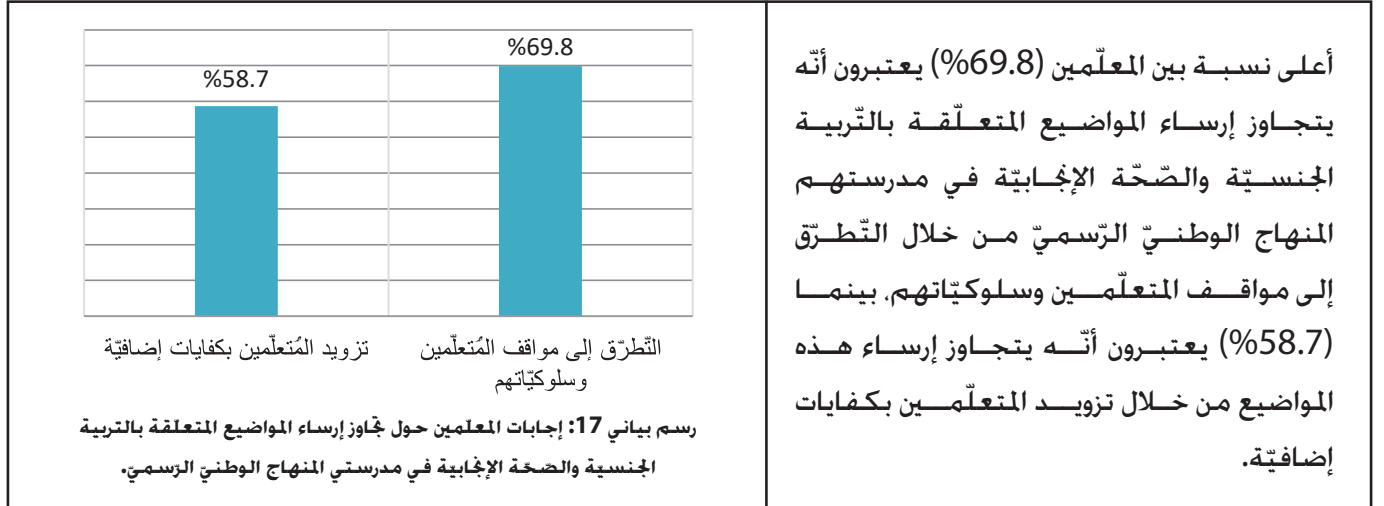 أعلى نسبة بين المعلّمين (69.8%) يعتبرون أنّه
يتجاوز إرساء المواضيع المتعلّقة بالتّربية
الجنسيّة والصّحّة الإنجابيّة في مدرستهم
المنهاج الوطنيّ الرّسميّ من خلال التّطرّق
إلى مواقف المتعلّمين وسلوكيّاتهم، بينما
(58.7%) يعتبرون أنّه يتجاوز إرساء هذه
المواضيع من خلال تزويد المتعلّمين بكفايات
إضافيّة.
%69.8
%58.7
التّطرّق إلى مواقف المُتعلّمين
وسلوكيّاتهم
تزويد المُتعلّمين بكفايات إضافيّة
رسم بياني 17: إجابات المعلمين حول تجاوز إرساء المواضيع المتعلقة بالتربية
الجنسية والصّحّة الإنجابية في مدرستي المنهاج الوطنيّ الرّسميّ.